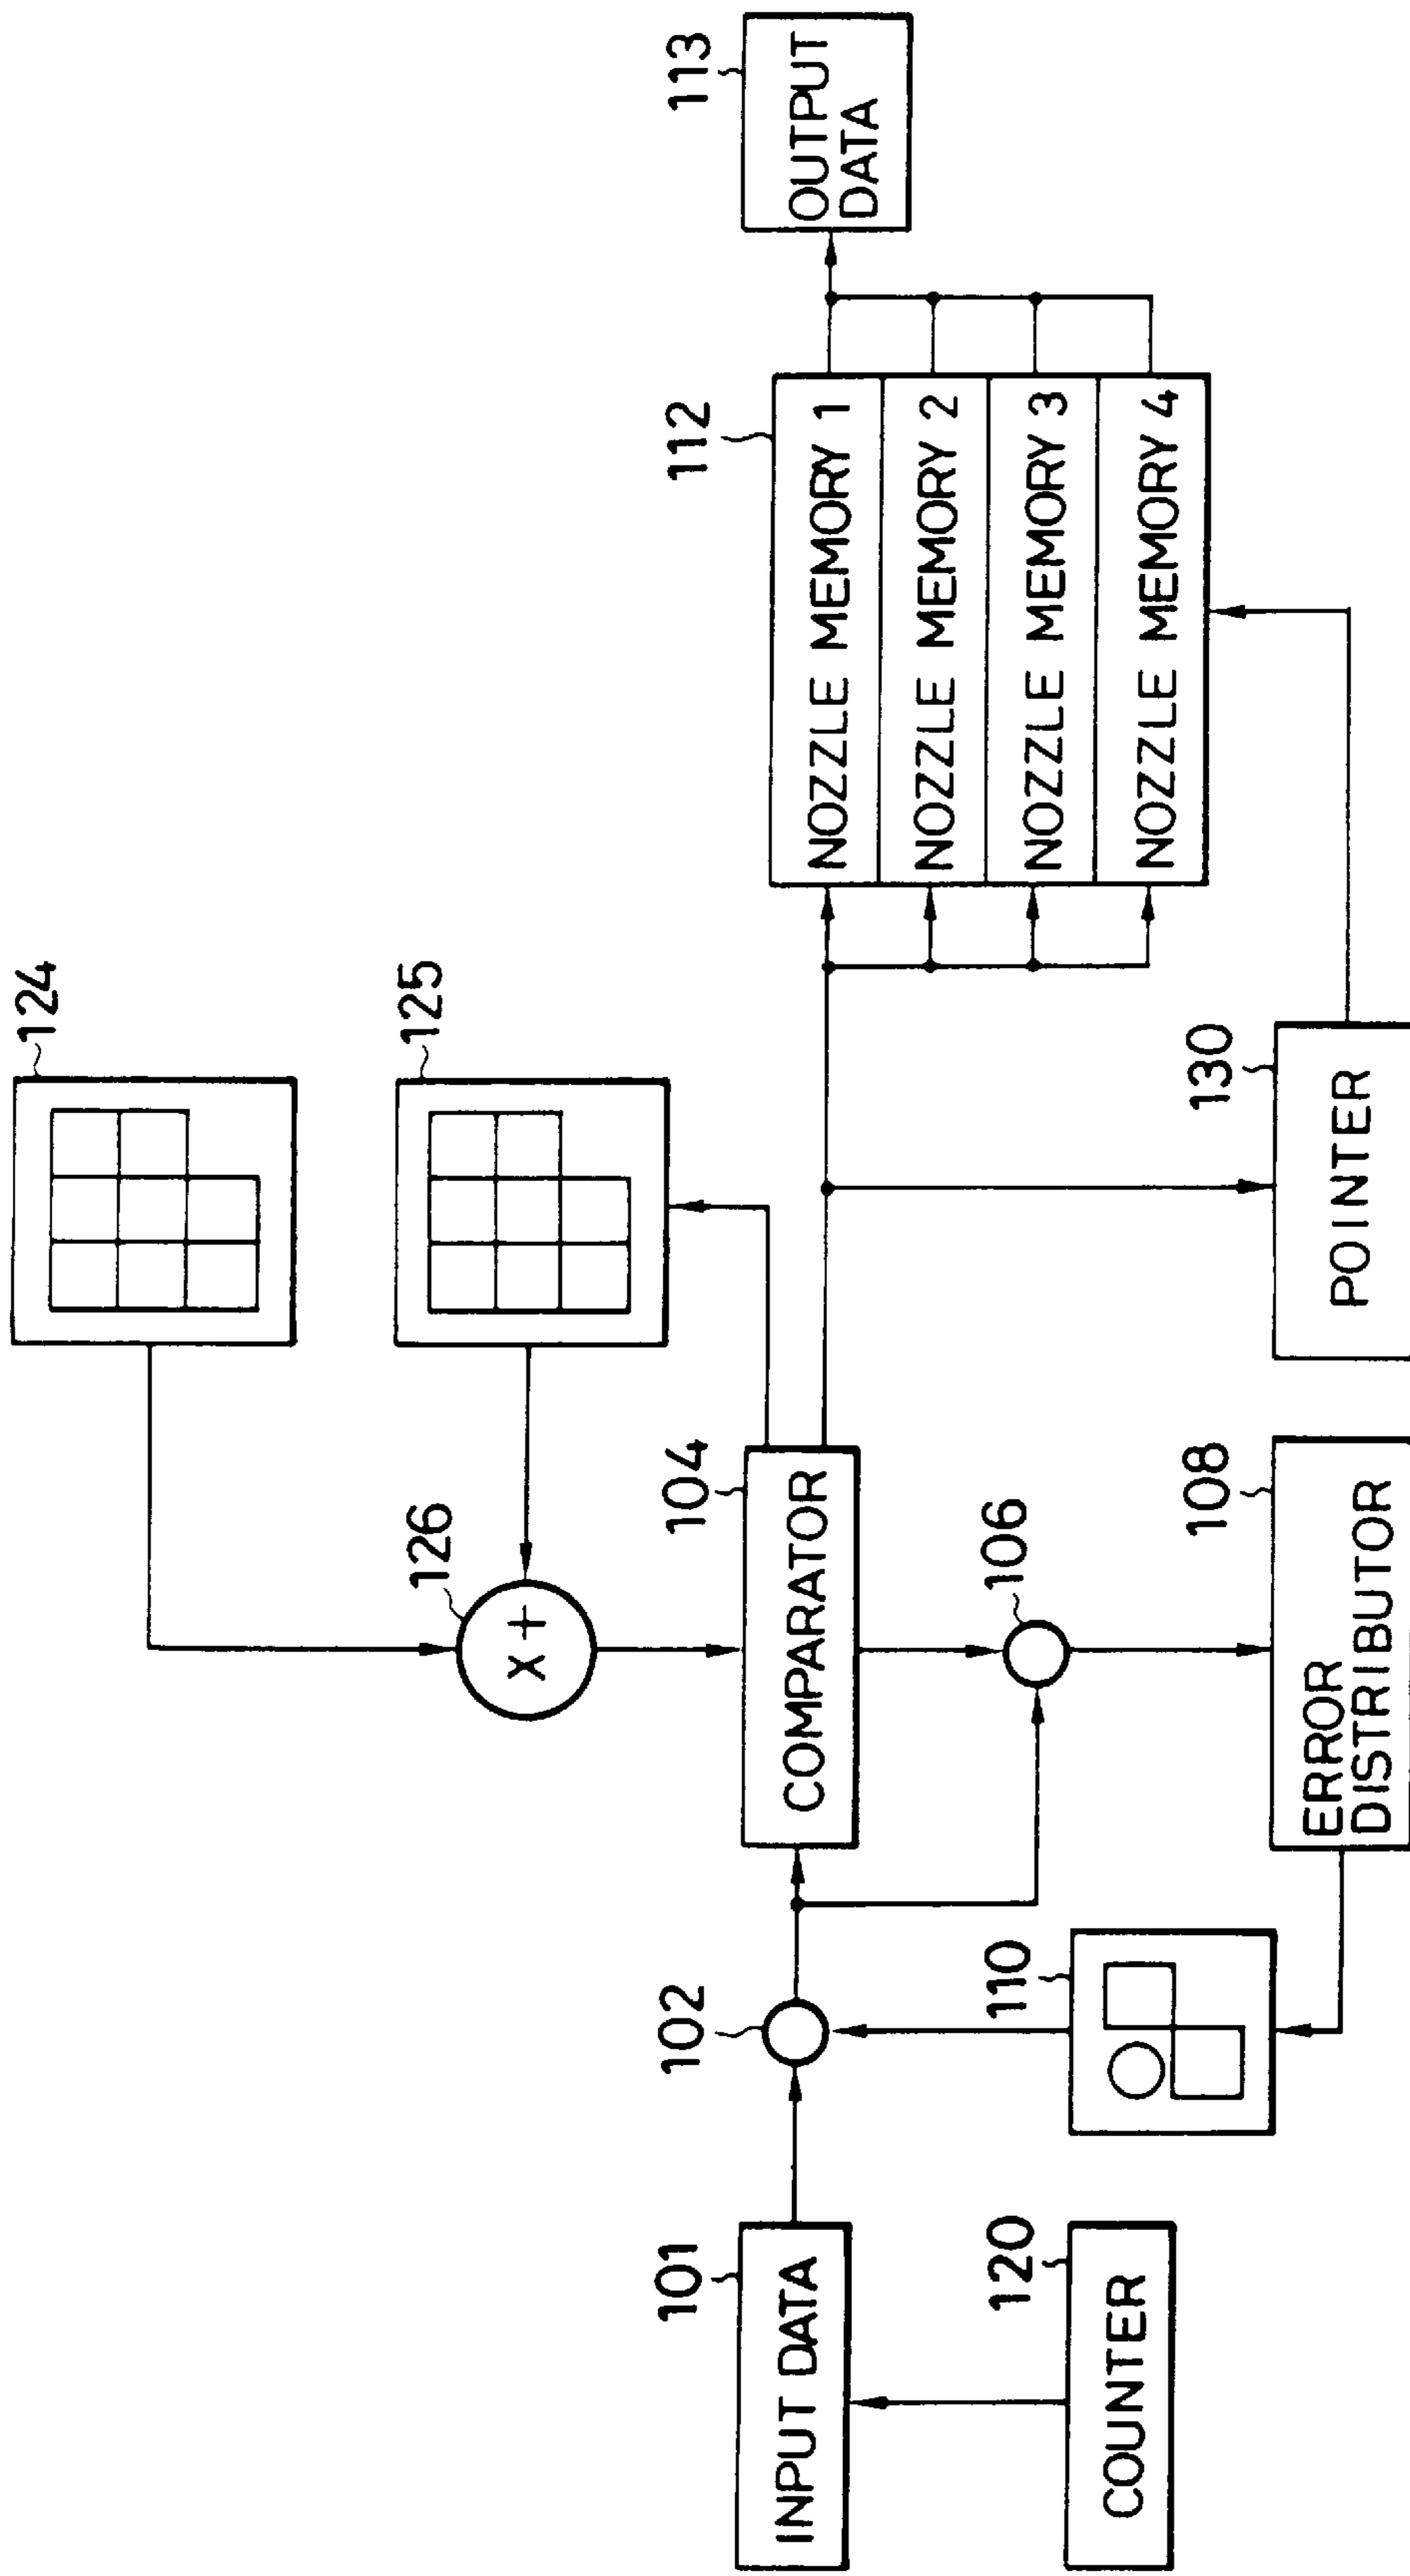 124
125
126
x +
101
INPUT DATA
102
104
COMPARATOR
112
NOZZLE MEMORY 1
NOZZLE MEMORY 2
NOZZLE MEMORY 3
NOZZLE MEMORY 4
113
OUTPUT
DATA
120
COUNTER
110
106
108
ERROR
DISTRIBUTOR
130
POINTER